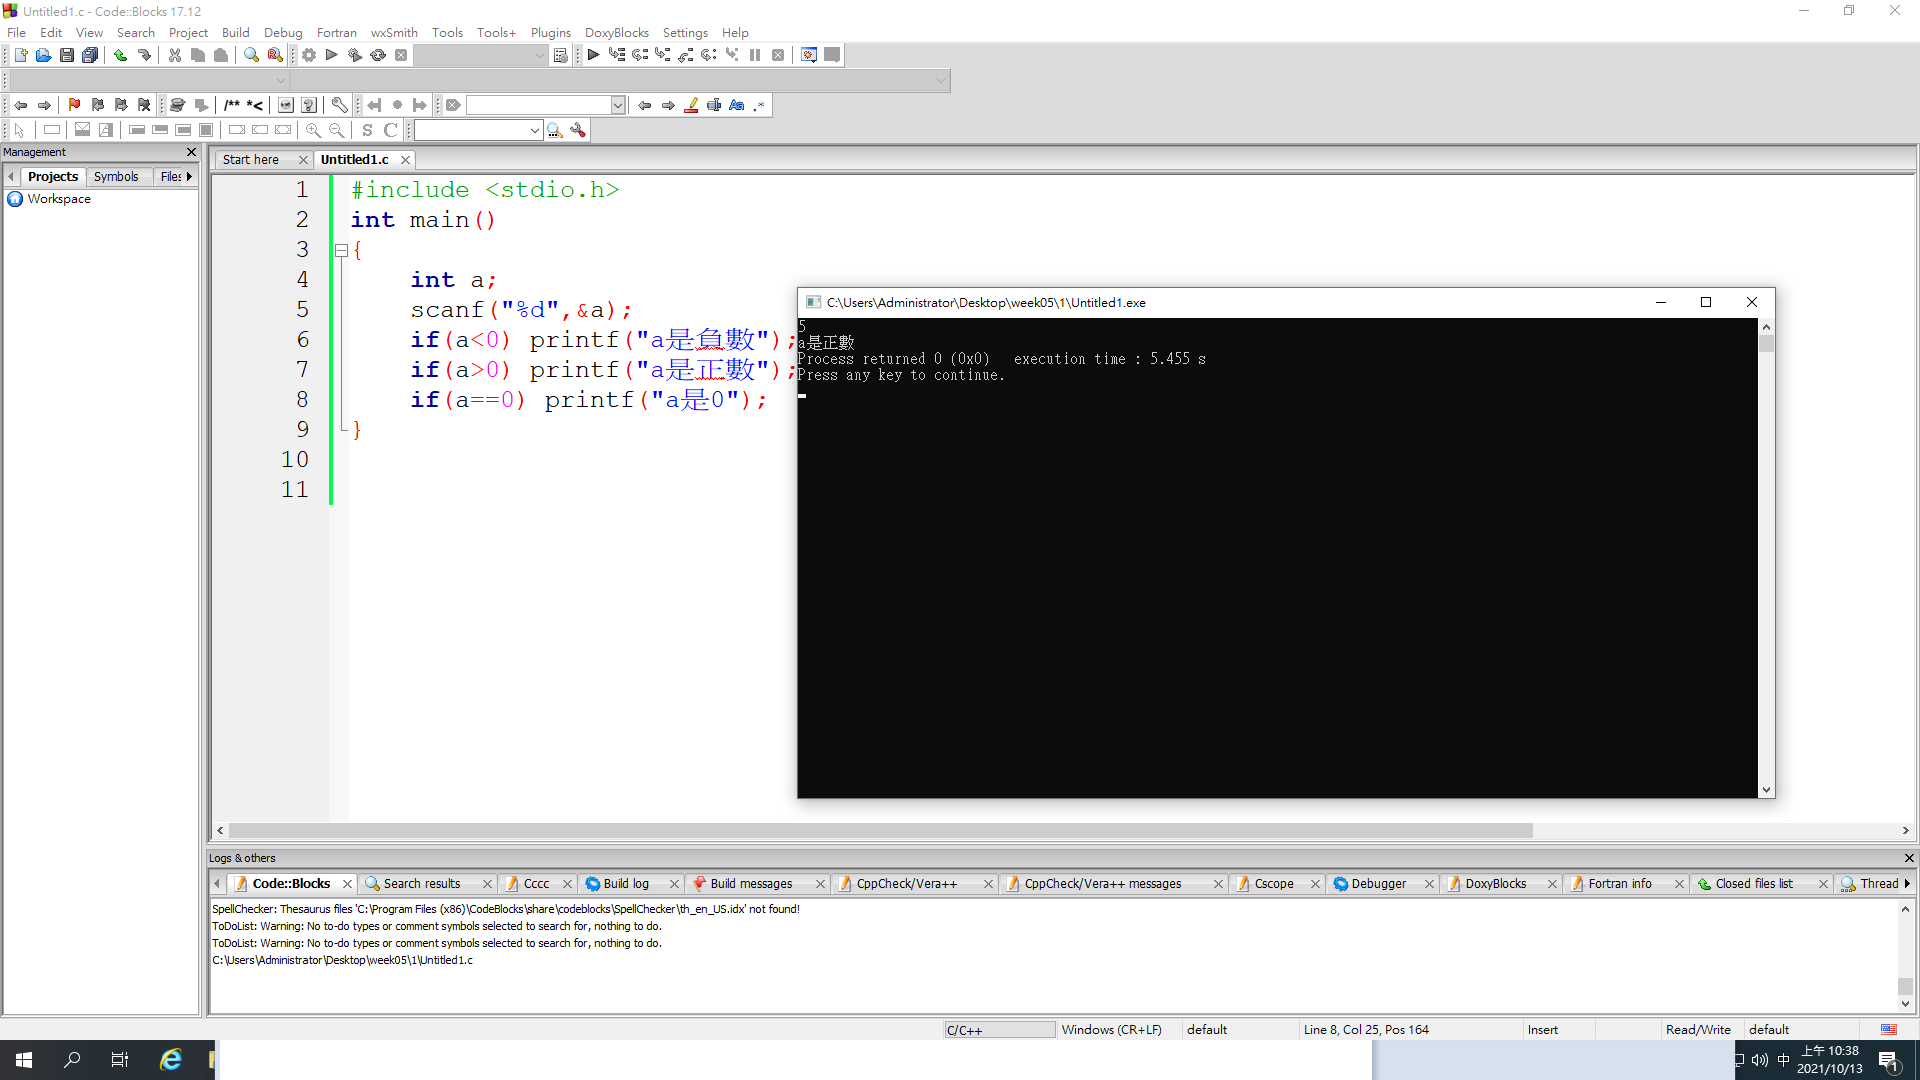 Untitled1.c - Code::Blocks 17.12
File Edit View Search Project Build Debug Fortran wxSmith Tools Tools+ Plugins DoxyBlocks Settings Help
/** *<
Aa .*
S C
Management
Projects Symbols Files
Workspace
Start here Untitled1.c
1 #include <stdio.h>
2 int main()
3 {
4 int a;
5 scanf("%d",&a);
6 if(a<0) printf("a是負數");
7 if(a>0) printf("a是正數");
8 if(a==0) printf("a是0");
9 }
10
11
C:\Users\Administrator\Desktop\week05\1\Untitled1.exe
5
a是正數
Process returned 0 (0x0) execution time : 5.455 s
Press any key to continue.
Logs & others
Code::Blocks Search results Cccc Build log Build messages CppCheck/Vera++ CppCheck/Vera++ messages Cscope Debugger DoxyBlocks Fortran info Closed files list Thread
SpellChecker: Thesaurus files 'C:\Program Files (x86)\CodeBlocks\share\codeblocks\SpellChecker\th_en_US.idx' not found!
ToDoList: Warning: No to-do types or comment symbols selected to search for, nothing to do.
ToDoList: Warning: No to-do types or comment symbols selected to search for, nothing to do.
C:\Users\Administrator\Desktop\week05\1\Untitled1.c
C/C++ Windows (CR+LF) default Line 8, Col 25, Pos 164 Insert Read/Write default
中 上午 10:38
2021/10/13 1